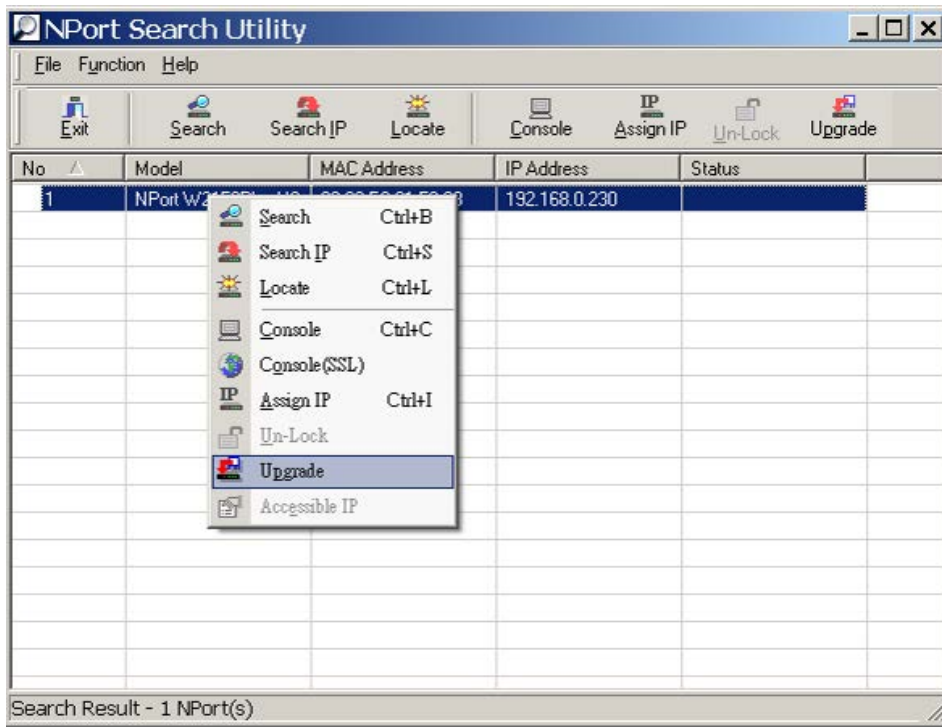 NPort Search Utility
File Function Help
Exit Search Search IP Locate Console Assign IP Un-Lock Upgrade
No Model MAC Address IP Address Status
1 NPort 192.168.0.230
Search Ctrl+B
Search IP Ctrl+S
Locate Ctrl+L
Console Ctrl+C
Console(SSL)
Assign IP Ctrl+I
Un-Lock
Upgrade
Accessible IP
Search Result - 1 NPort(s)